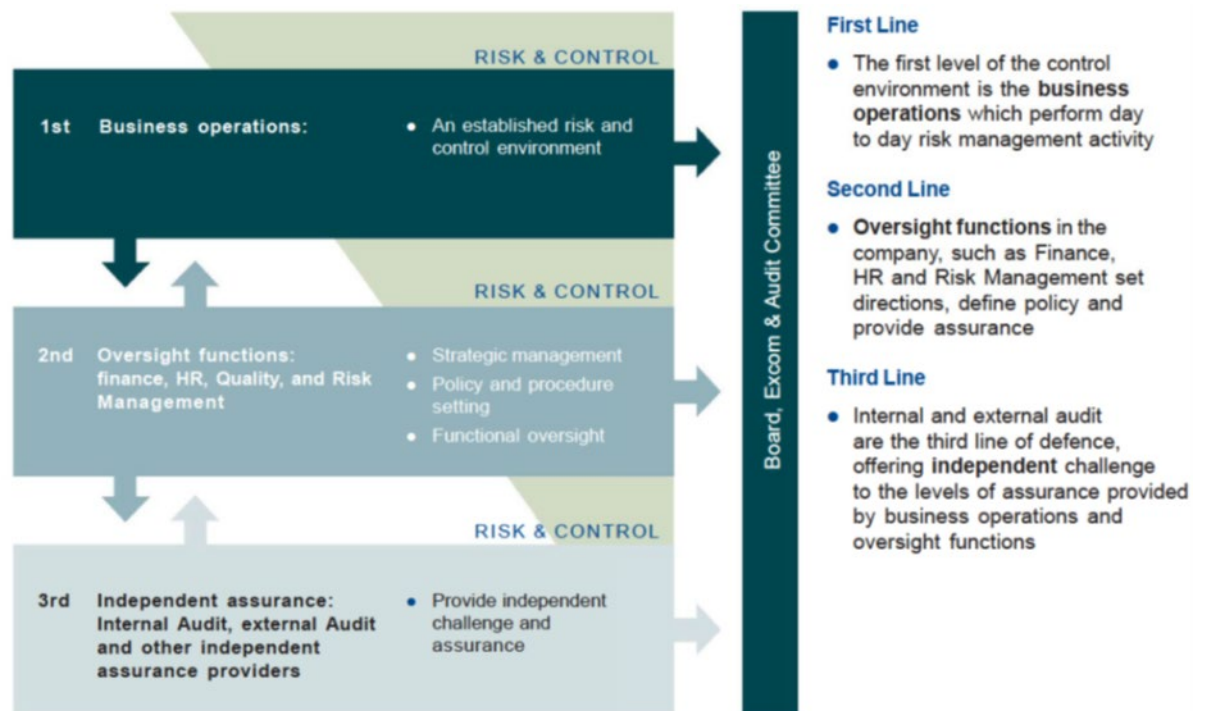 RISK & CONTROL
1st Business operations:
• An established risk and
control environment
RISK & CONTROL
2nd Oversight functions:
finance, HR, Quality, and Risk
Management
• Strategic management
• Policy and procedure
setting
• Functional oversight
RISK & CONTROL
3rd Independent assurance:
Internal Audit, external Audit
and other independent
assurance providers
• Provide independent
challenge and
assurance
Board, Excom & Audit Committee
First Line
• The first level of the control
environment is the business
operations which perform day
to day risk management activity
Second Line
• Oversight functions in the
company, such as Finance,
HR and Risk Management set
directions, define policy and
provide assurance
Third Line
• Internal and external audit
are the third line of defence,
offering independent challenge
to the levels of assurance provided
by business operations and
oversight functions